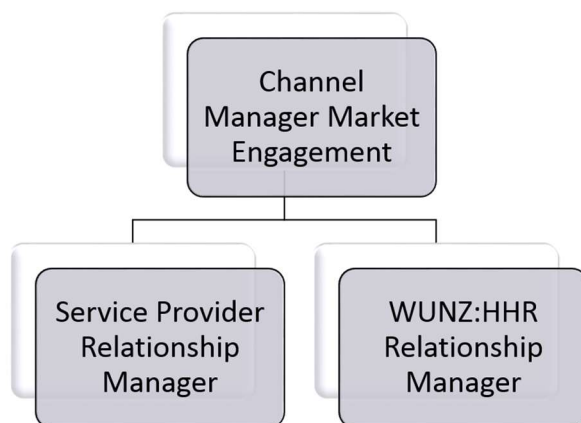 Channel
Manager Market
Engagement
Service Provider
Relationship
Manager
WUNZ:HHR
Relationship
Manager